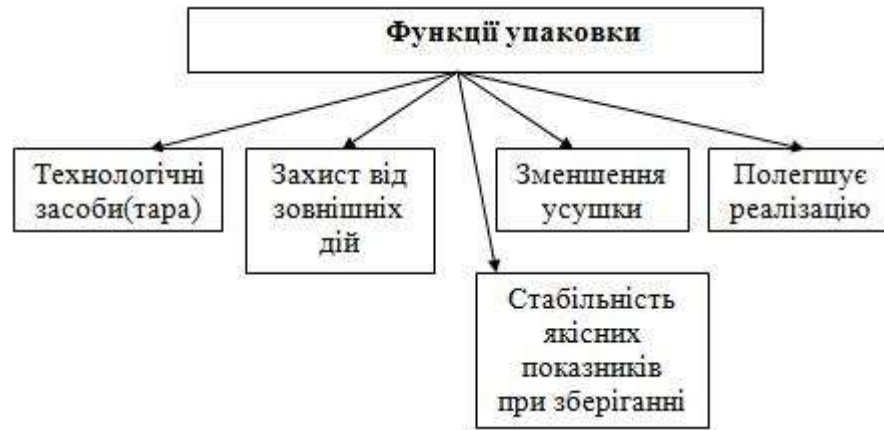 Функції упаковки
Технологічні
засоби(тара)
Захист від
зовнішніх
дій
Зменшення
усушки
Полегшує
реалізацію
Стабільність
якісних
показників
при зберіганні